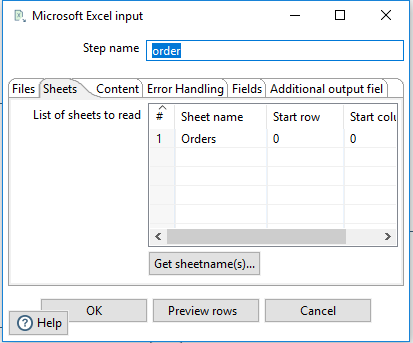 Microsoft Excel input
Step name order
Files Sheets Content Error Handling Fields Additional output fiel
List of sheets to read
# Sheet name Start row Start colu
1 Orders 0 0
Get sheetname(s)...
OK Preview rows Cancel
Help